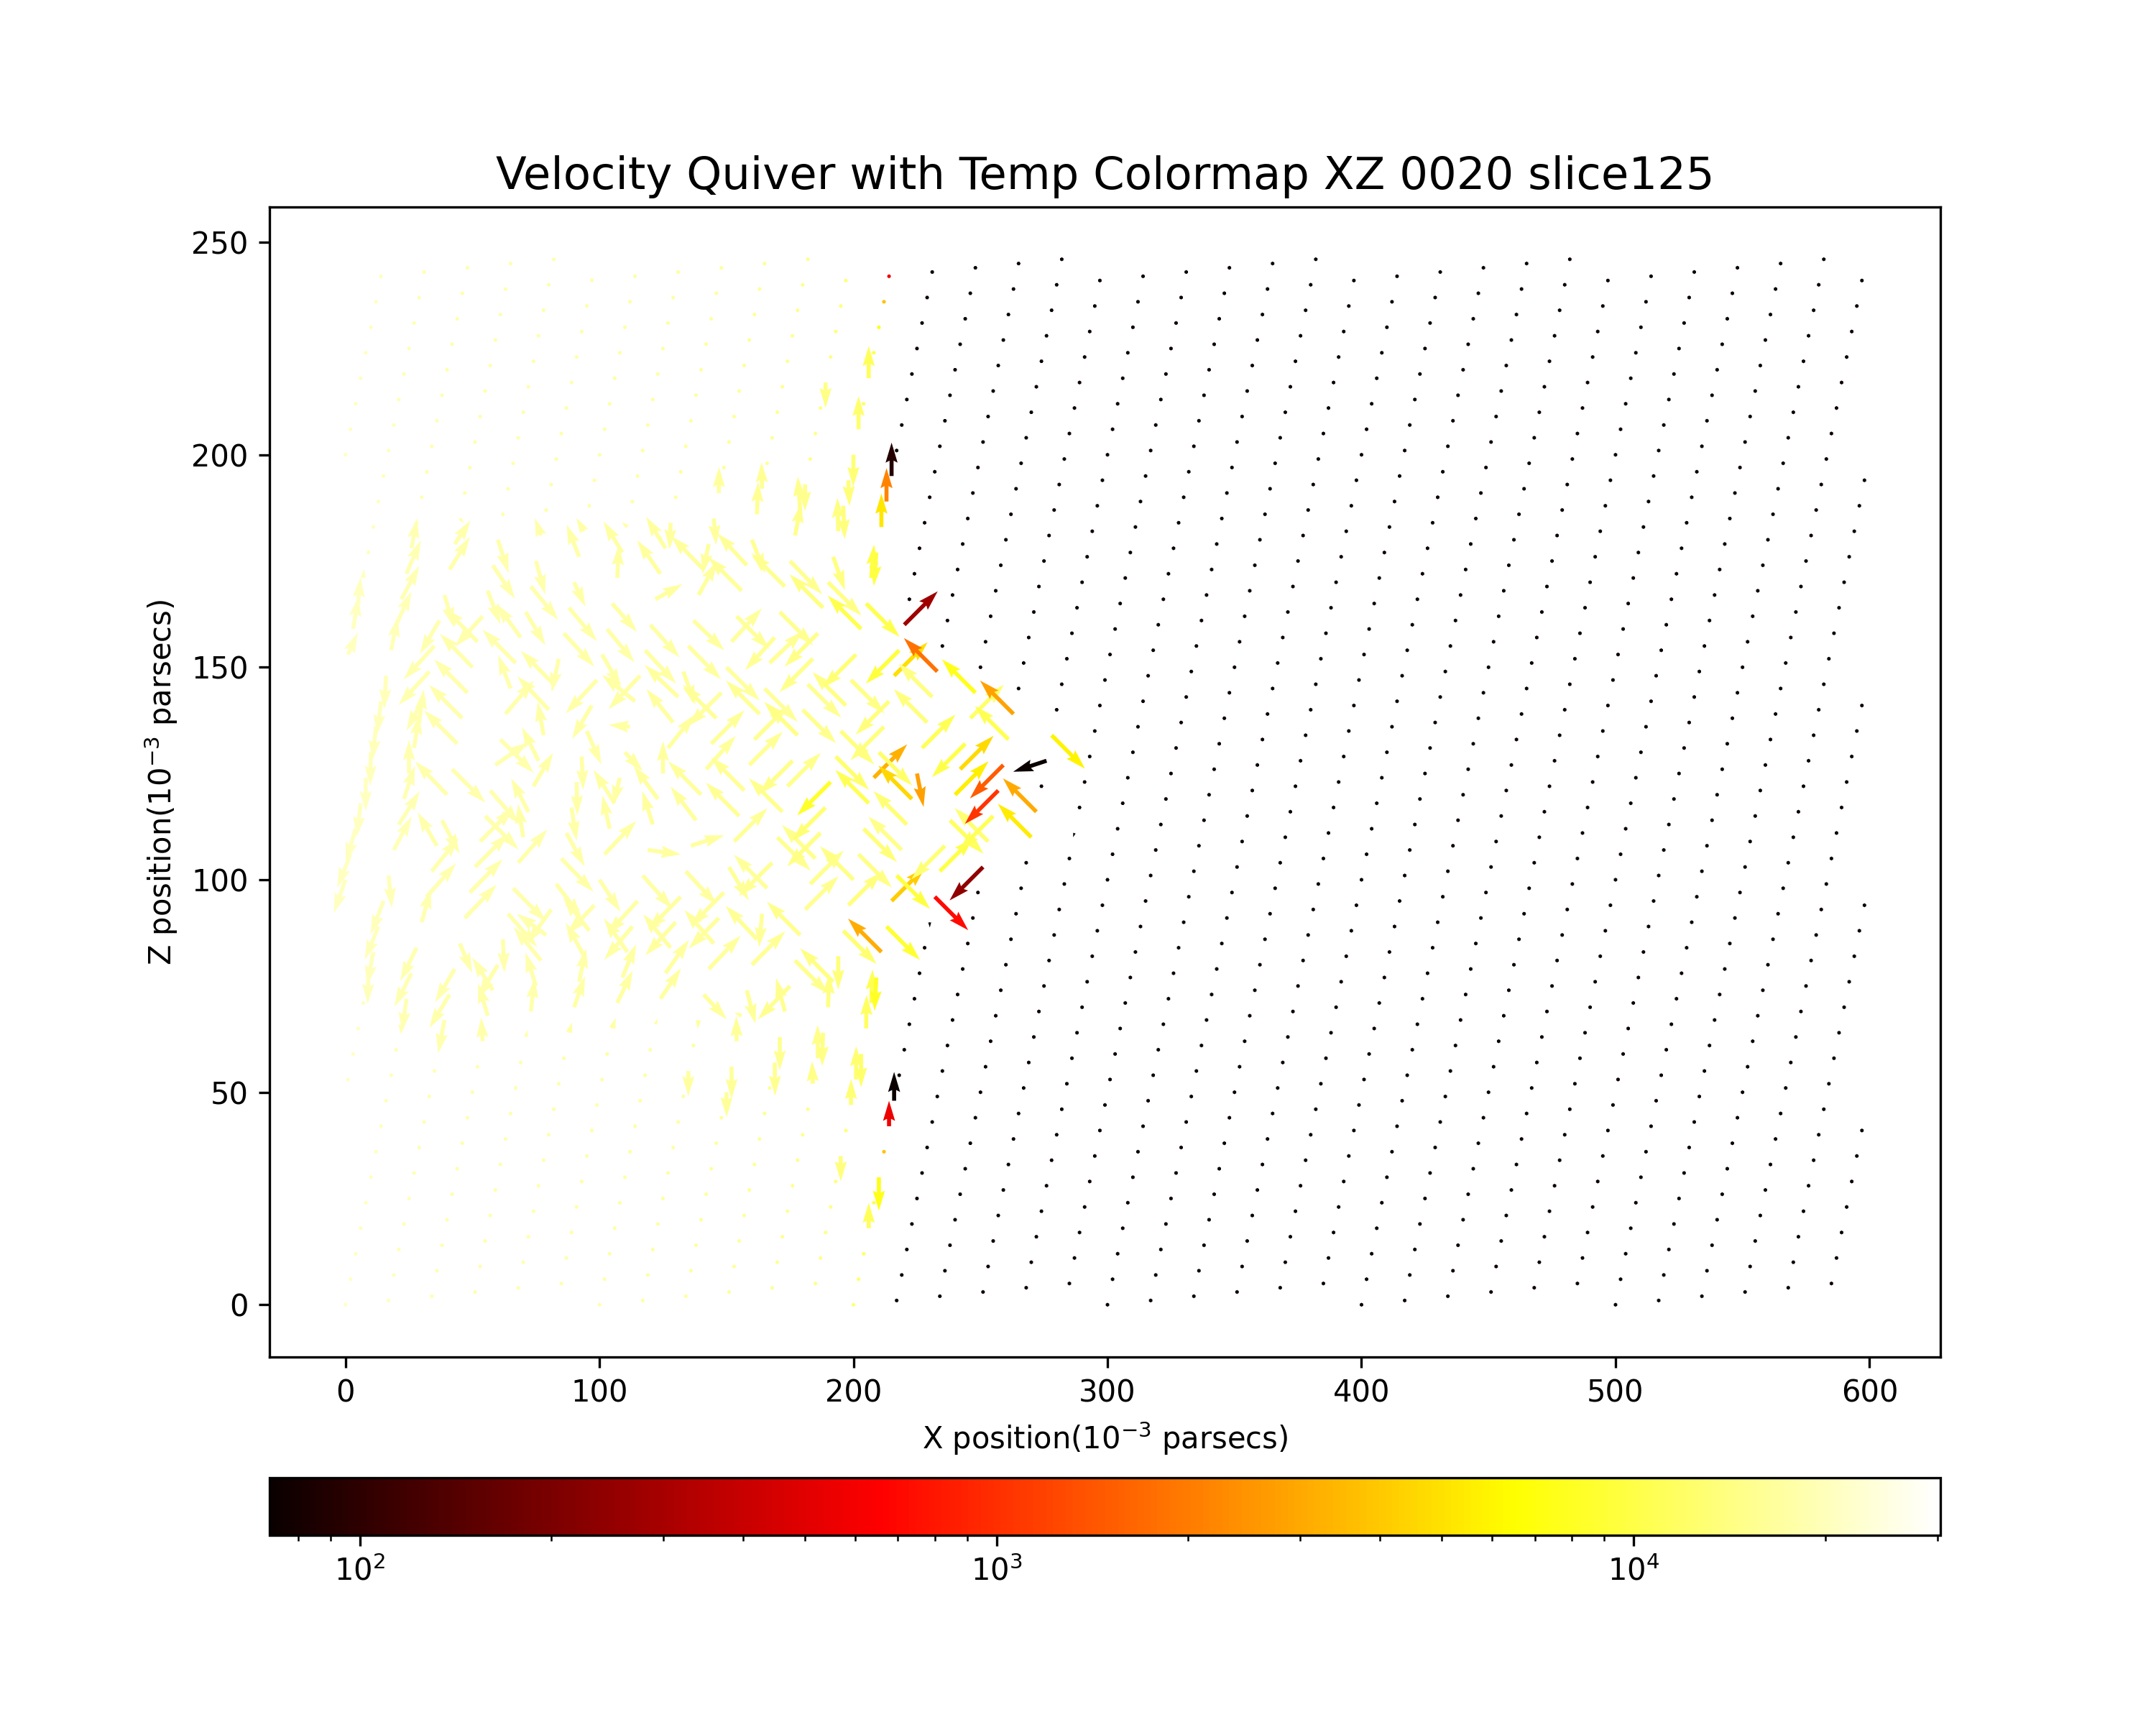 Velocity Quiver with Temp Colormap XZ 0020 slice125
250
200
150
100
50
0
Z position(10⁻³ parsecs)
0 100 200 300 400 500 600
X position(10⁻³ parsecs)
10² 10³ 10⁴